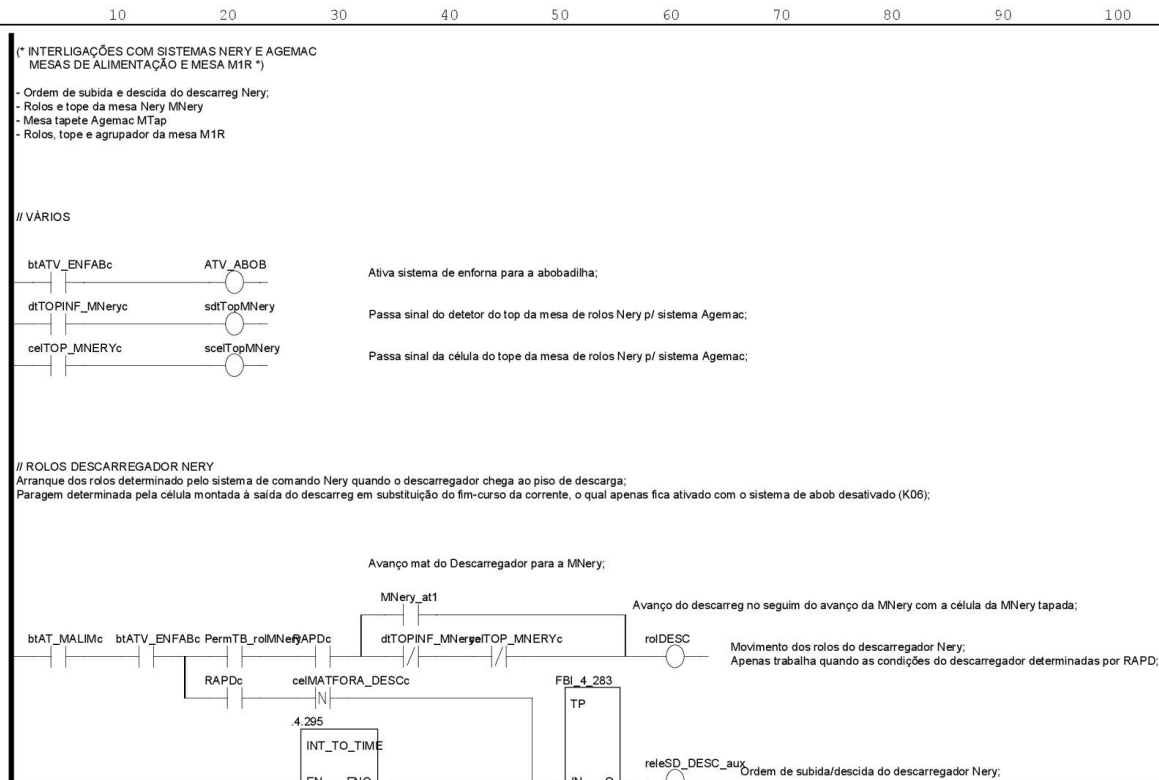 10 20 30 40 50 60 70 80 90 100
(* INTERLIGAÇÕES COM SISTEMAS NERY E AGEMAC
MESAS DE ALIMENTAÇÃO E MESA M1R *)
- Ordem de subida e descida do descarreg Nery;
- Rolos e tope da mesa Nery MNery
- Mesa tapete Agemac MTap
- Rolos, tope e agrupador da mesa M1R
// VÁRIOS
btATV_ENFABc ATV_ABOB
Ativa sistema de enforna para a abobadilha;
dtTOPINF_MNeryc sdtTopMNery
Passa sinal do detetor do top da mesa de rolos Nery p/ sistema Agemac;
celTOP_MNERYc scelTopMNery
Passa sinal da célula do tope da mesa de rolos Nery p/ sistema Agemac;
// ROLOS DESCARREGADOR NERY
Arranque dos rolos determinado pelo sistema de comando Nery quando o descarregador chega ao piso de descarga;
Paragem determinada pela célula montada à saída do descarreg em substituição do fim-curso da corrente, o qual apenas fica ativado com o sistema de abob desativado (K06);
Avanço mat do Descarregador para a MNery;
MNery_at1
Avanço do descarreg no seguim do avanço da MNery com a célula da MNery tapada;
btAT_MALIMc btATV_ENFABc PermTB_rolMNery RAPDc dtTOPINF_MNeryc celTOP_MNERYc rolDESC
Movimento dos rolos do descarregador Nery;
Apenas trabalha quando as condições do descarregador determinadas por RAPD;
RAPDc celMATFORA_DESCc FBI_4_283
N
TP
.4.295
INT_TO_TIME
EN ENO IN Q
releSD_DESC_aux
Ordem de subida/descida do descarregador Nery;